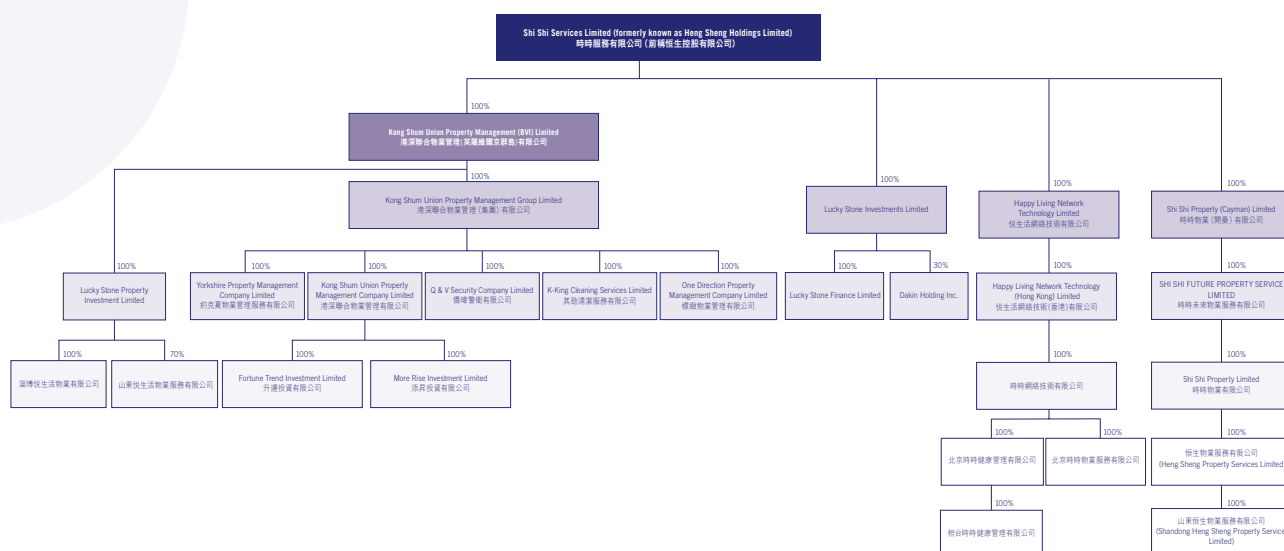 Shi Shi Services Limited (formerly known as Heng Sheng Holdings Limited)
時時服務有限公司 (前稱恒生控股有限公司)
100%
Kong Shum Union Property Management (BVI) Limited
港深聯合物業管理(英屬維爾京群島)有限公司
100%
Kong Shum Union Property Management Group Limited
港深聯合物業管理 (集團) 有限公司
100%
Lucky Stone Investments Limited
100%
Happy Living Network
Technology Limited
悦生活網絡技術有限公司
100%
Shi Shi Property (Cayman) Limited
時時物業 (開曼) 有限公司
100%
Lucky Stone Property
Investment Limited
100%
Yorkshire Property Management
Company Limited
約克夏物業管理服務有限公司
100%
Kong Shum Union Property
Management Company Limited
港深聯合物業管理有限公司
100%
Q & V Security Company Limited
僑瑋警衛有限公司
100%
K-King Cleaning Services Limited
其勁清潔服務有限公司
100%
One Direction Property
Management Company Limited
標緻物業管理有限公司
100%
Lucky Stone Finance Limited
30%
Dakin Holding Inc.
100%
Happy Living Network Technology
(Hong Kong) Limited
悦生活網絡技術(香港)有限公司
100%
SHI SHI FUTURE PROPERTY SERVICE
LIMITED
時時未來物業服務有限公司
100%
淄博悦生活物業有限公司
70%
山東悦生活物業服務有限公司
100%
Fortune Trend Investment Limited
升運投資有限公司
100%
More Rise Investment Limited
添昇投資有限公司
100%
時時網絡技術有限公司
100%
Shi Shi Property Limited
時時物業有限公司
100%
北京時時健康管理有限公司
100%
北京時時物業服務有限公司
100%
恒生物業服務有限公司
(Heng Sheng Property Services Limited)
100%
桓台時時健康管理有限公司
100%
山東恒生物業服務有限公司
(Shandong Heng Sheng Property Service
Limited)